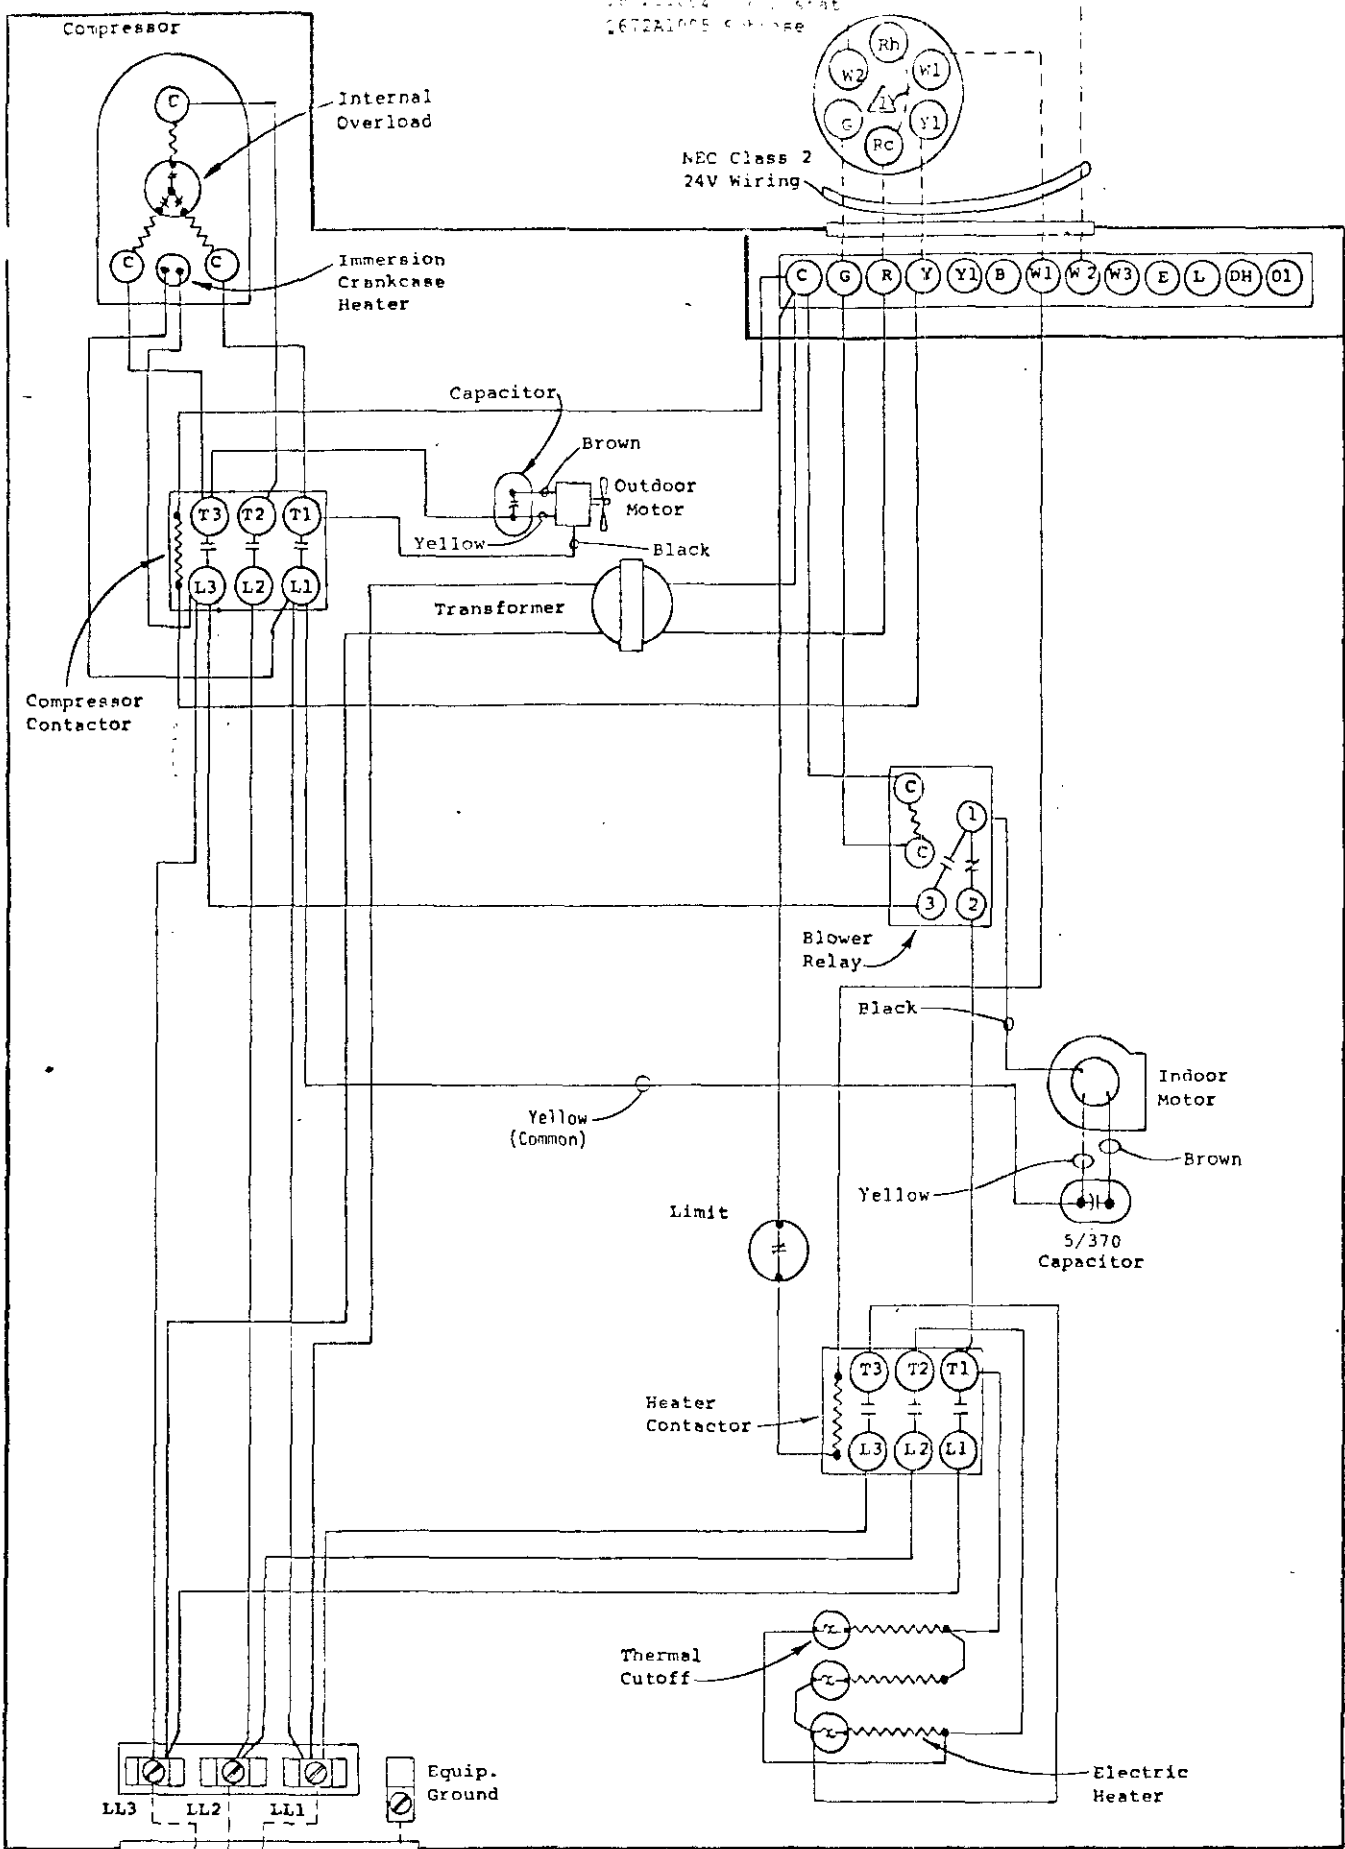 Compressor
2672A1005
C
Internal
Overload
C
C
Immersion
Crankcase
Heater
Rh
W2
W1
1
G
Y1
Rc
NEC Class 2
24V Wiring
C G R Y Y1 B W1 W2 W3 E L DH O1
Capacitor
Brown
Outdoor
Motor
Yellow
Black
T3 T2 T1
L3 L2 L1
Transformer
Compressor
Contactor
C
1
C
3 2
Blower
Relay
Black
Indoor
Motor
Yellow
(Common)
Brown
Yellow
5/370
Capacitor
Limit
T3 T2 T1
Heater
Contactor
L3 L2 L1
Thermal
Cutoff
Electric
Heater
Equip.
Ground
LL3 LL2 LL1